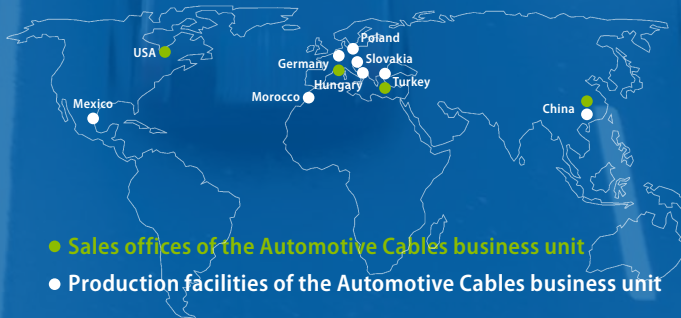 Poland
USA
Slovakia
Germany
Hungary
Turkey
Morocco
Mexico
China
Sales offices of the Automotive Cables business unit
Production facilities of the Automotive Cables business unit